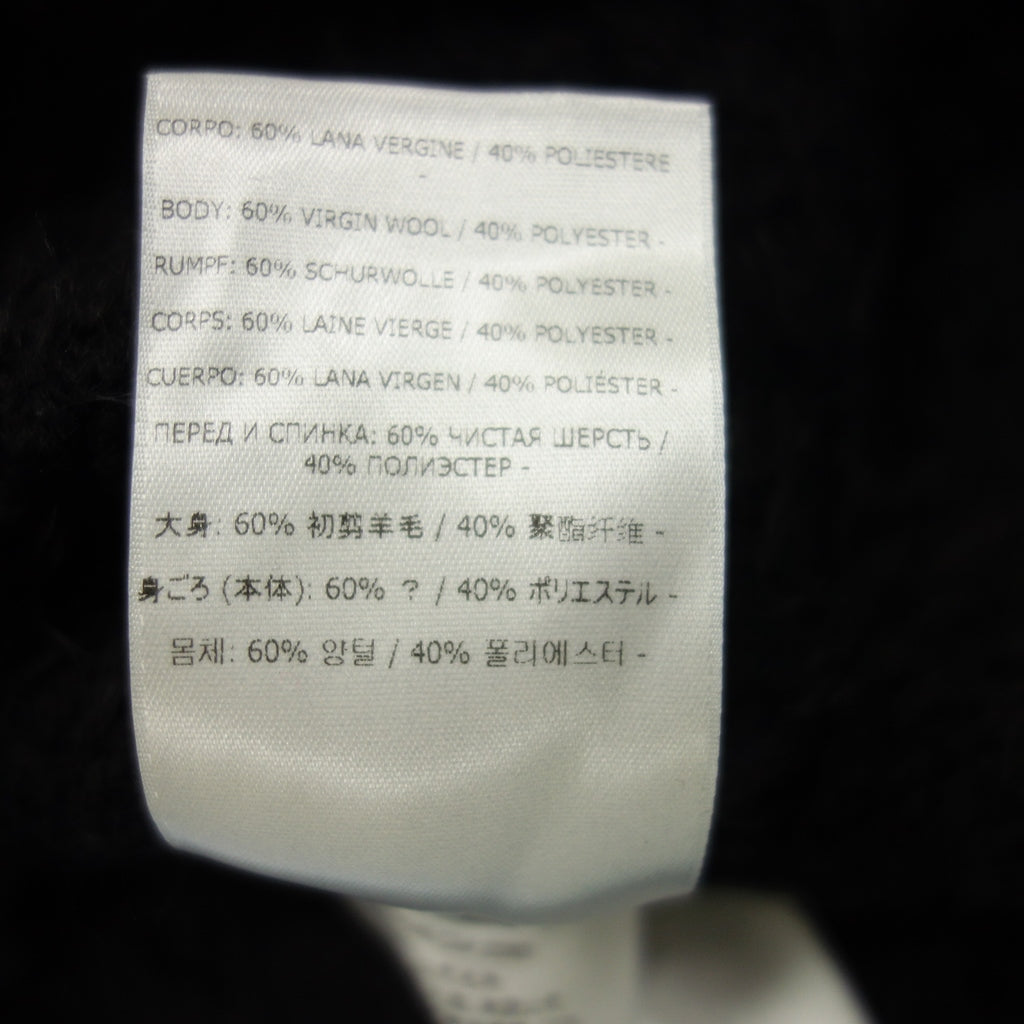 CORPO: 60% LANA VERGINE / 40% POLIESTERE
-
BODY: 60% VIRGIN WOOL / 40% POLYESTER -
RUMPF: 60% SCHURWOLLE / 40% POLYESTER -
CORPS: 60% LAINE VIERGE / 40% POLYESTER -
CUERPO: 60% LANA VIRGEN / 40% POLIÉSTER -
ПЕРЕД И СПИНКА: 60% ЧИСТАЯ ШЕРСТЬ /
40% ПОЛИЭСТЕР -
大身: 60% 初剪羊毛 / 40% 聚酯纤维 -
身ごろ (本体): 60% ? / 40% ポリエステル -
몸체: 60% 양털 / 40% 폴리에스터 -